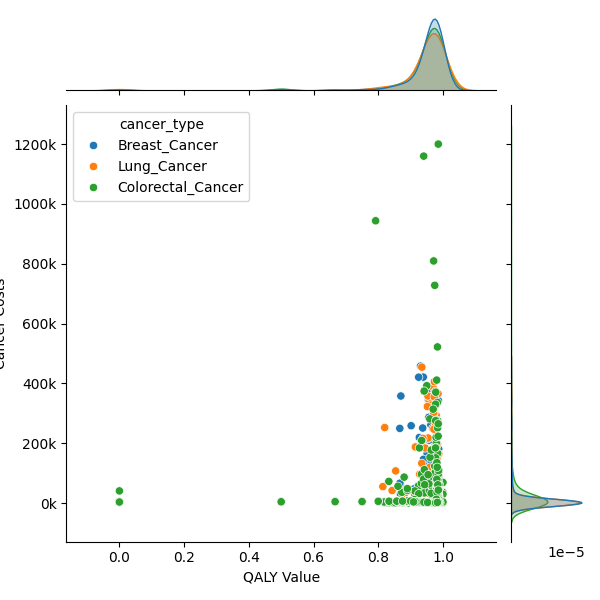 cancer_type
Breast_Cancer
Lung_Cancer
Colorectal_Cancer
1200k
1000k
800k
600k
400k
200k
0k
Cancer Costs
0.0 0.2 0.4 0.6 0.8 1.0
QALY Value
1e−5